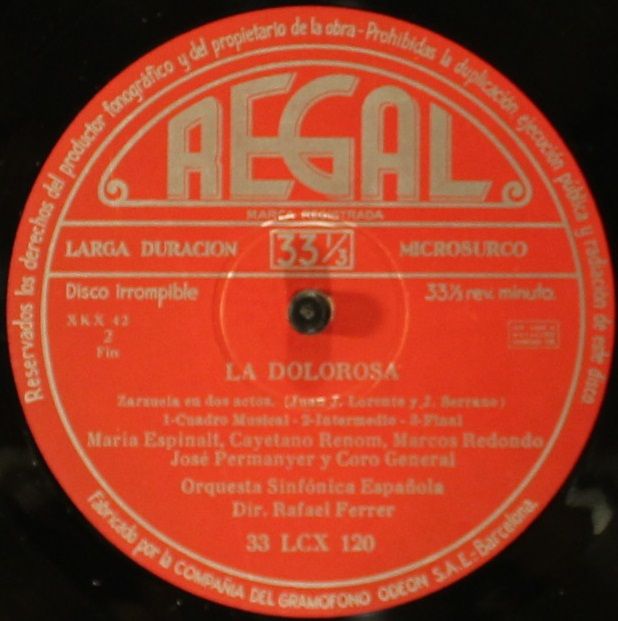 Reservados los derechos del productor fonográfico y del propietario de la obra - Prohibidas la duplicación, ejecución pública y radiación de este disco
REGAL
MARCA REGISTRADA
LARGA DURACION 33 1/3 MICROSURCO
Disco irrompible 33⅓ rev. minuto.
XKX 42
2
Fin
LA DOLOROSA
Zarzuela en dos actos. (Juan J. Lorente y J. Serrano)
1-Cuadro Musical - 2-Intermedio - 3-Final
Maria Espinalt, Cayetano Renom, Marcos Redondo
José Permanyer y Coro General
Orquesta Sinfónica Española
Dir. Rafael Ferrer
33 LCX 120
Fabricado por la COMPAÑIA DEL GRAMOFONO ODEON S.A.E.-Barcelona